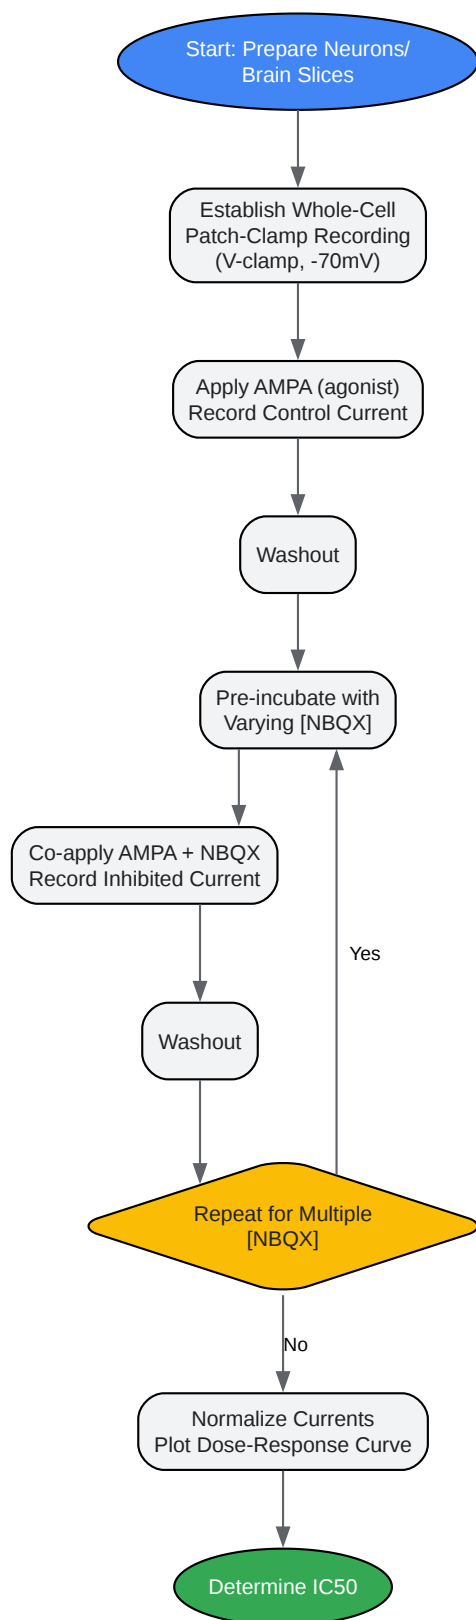 Start: Prepare Neurons/
Brain Slices
Establish Whole-Cell
Patch-Clamp Recording
(V-clamp, -70mV)
Apply AMPA (agonist)
Record Control Current
Washout
Pre-incubate with
Varying [NBQX]
Co-apply AMPA + NBQX
Record Inhibited Current
Yes
Washout
Repeat for Multiple
[NBQX]
No
Normalize Currents
Plot Dose-Response Curve
Determine IC50